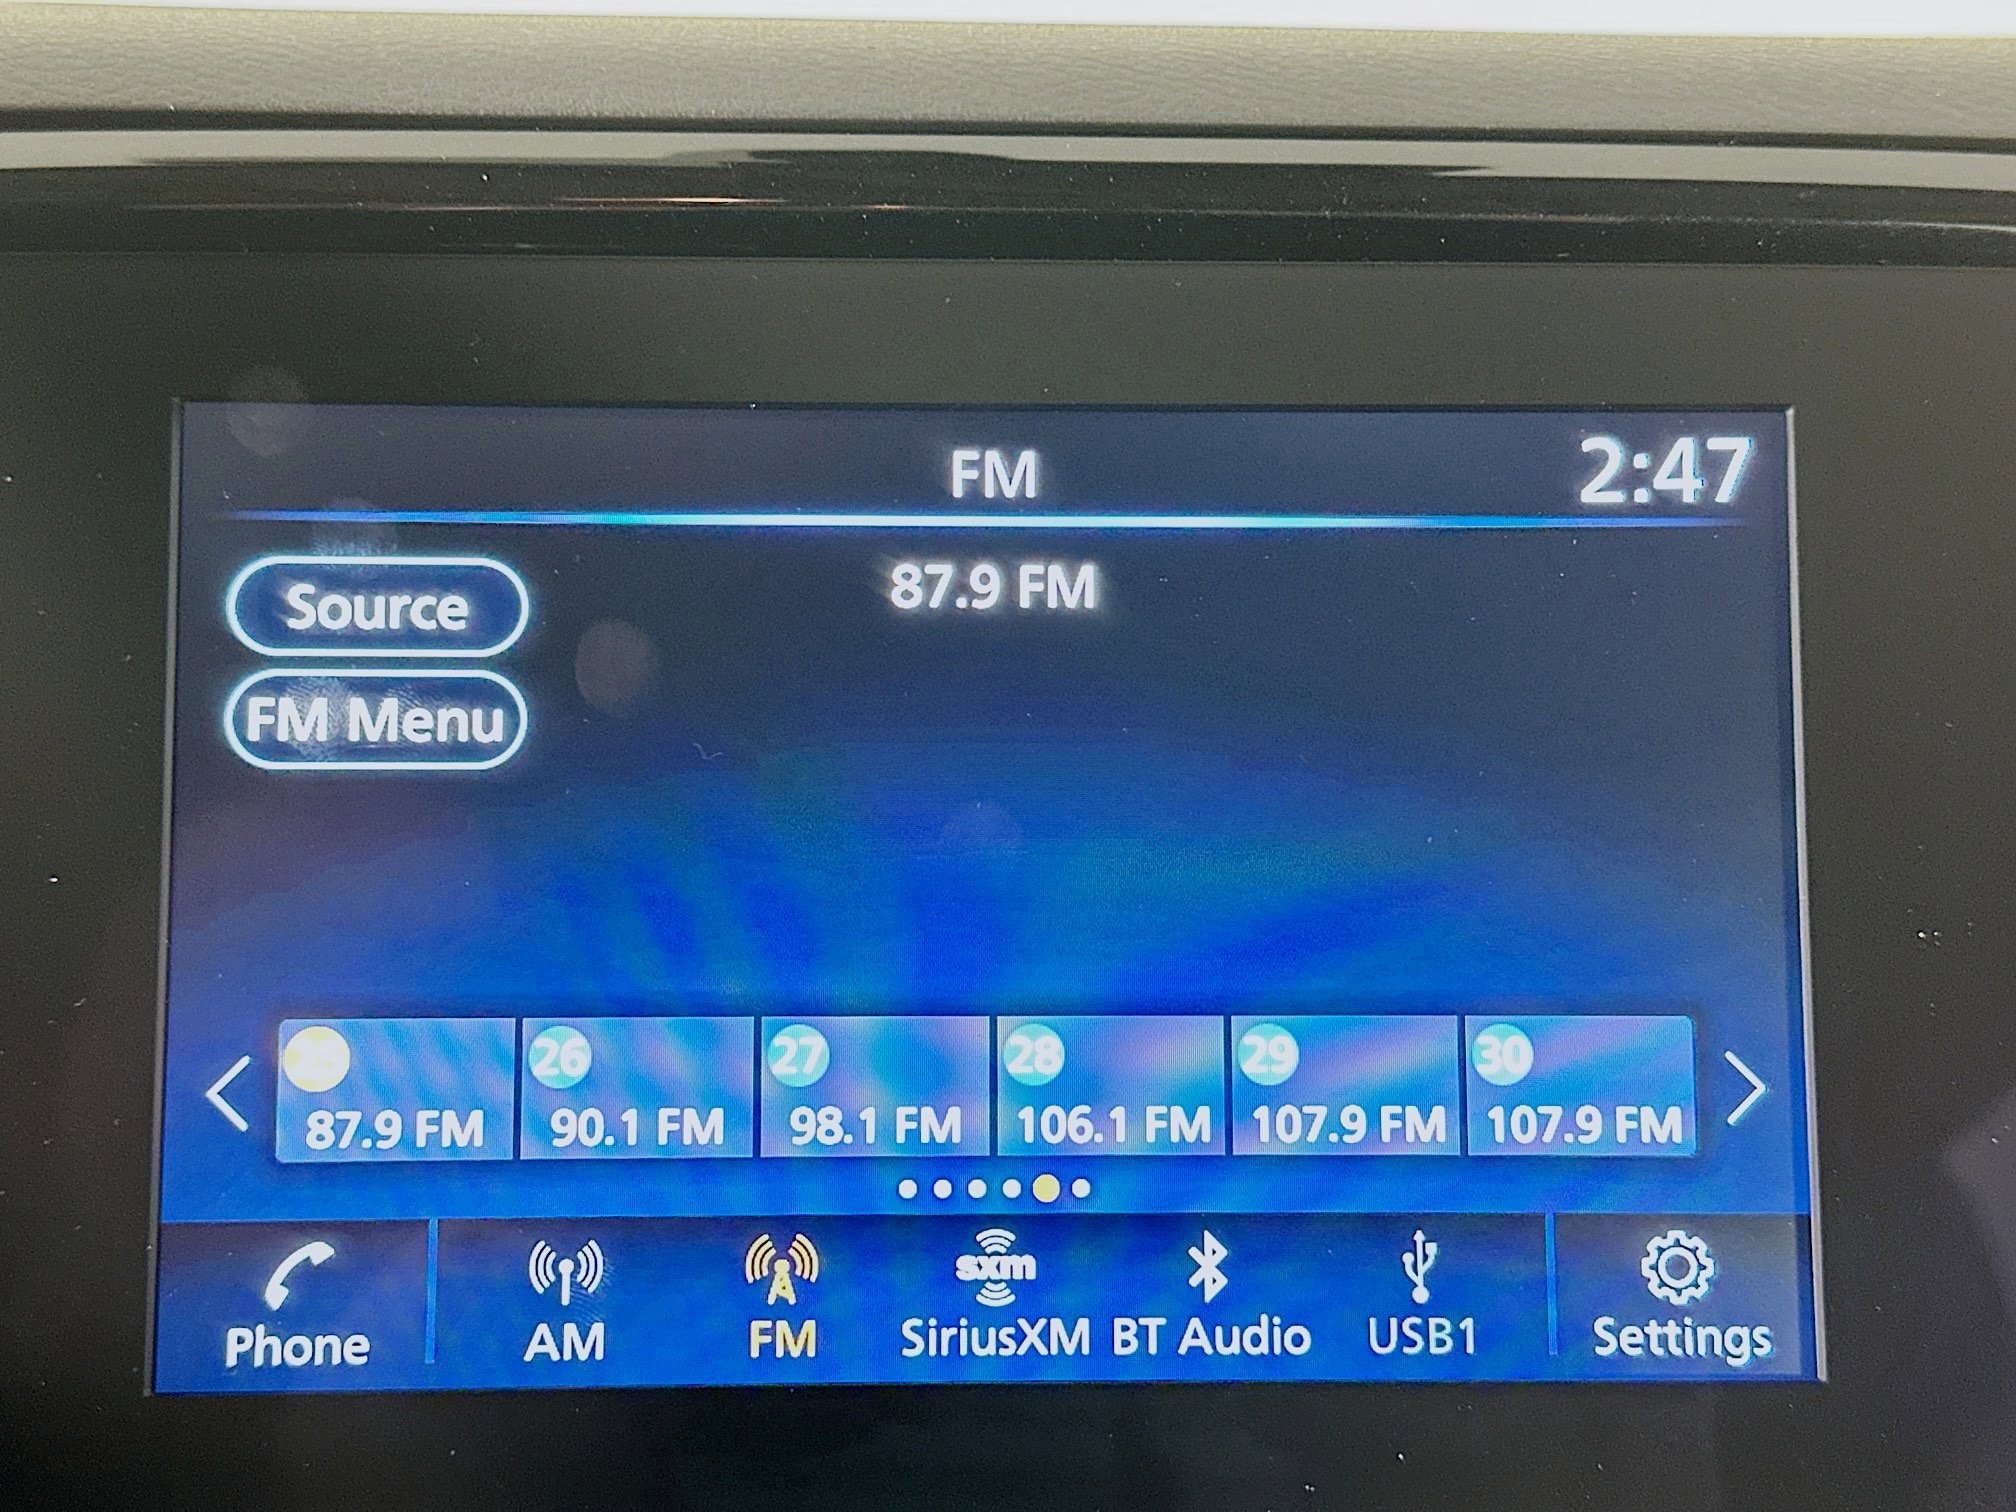 FM
2:47
87.9 FM
Source
FM Menu
25 26 27 28 29 30
87.9 FM 90.1 FM 98.1 FM 106.1 FM 107.9 FM 107.9 FM
sxm
Phone AM FM SiriusXM BT Audio USB1 Settings